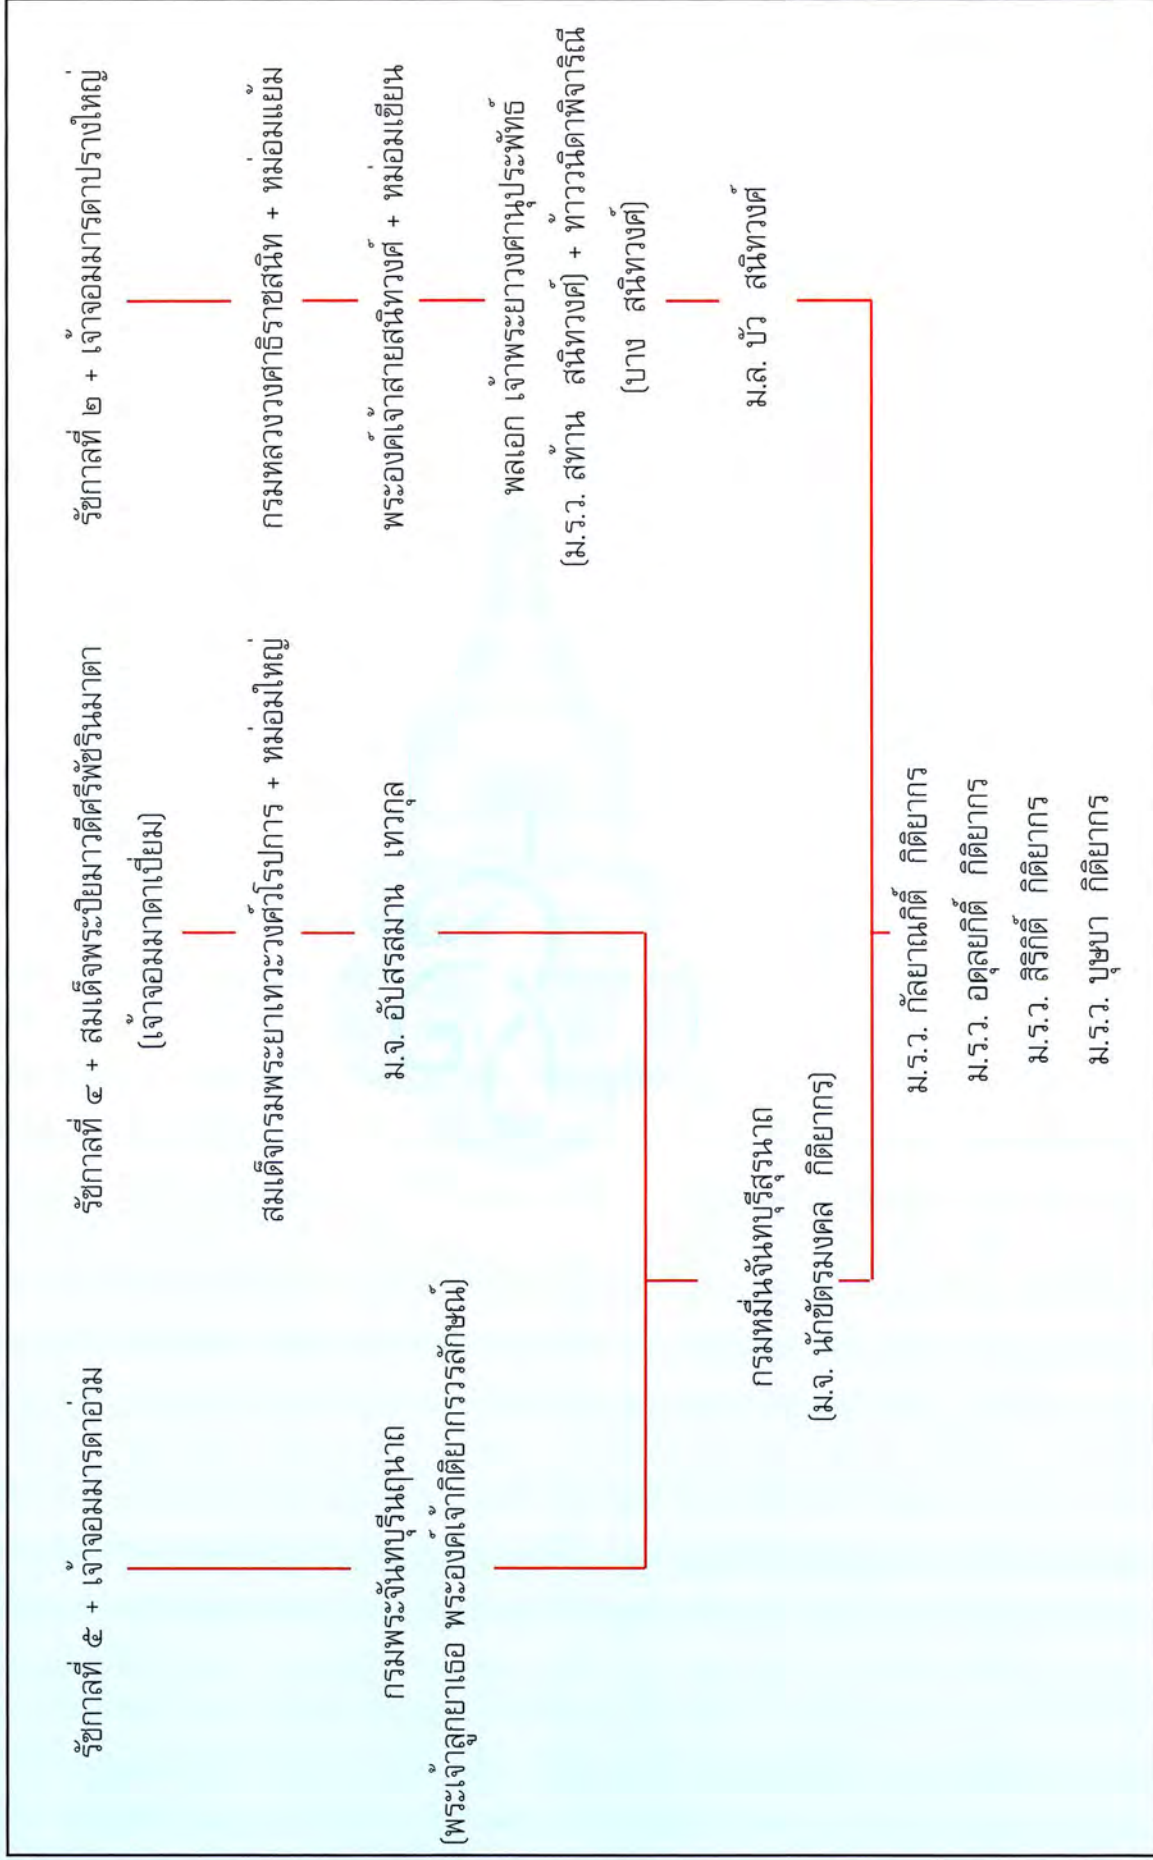 รัชกาลที่ ๕ + เจ้าจอมมารดาอ่วม
กรมพระจันทบุรีนฤนาถ
(พระเจ้าลูกยาเธอ พระองค์เจ้ากิติยากรวรลักษณ์)
รัชกาลที่ ๔ + สมเด็จพระปิยมาวดีศรีพัชรินมาตา
(เจ้าจอมมาดาเปี่ยม)
สมเด็จกรมพระยาเทวะวงศ์วโรปการ + หม่อมใหญ่
ม.จ. อัปสรสมาน เทวกุล
กรมหมื่นจันทบุรีสุรนาถ
(ม.จ. นักขัตรมงคล กิติยากร)
รัชกาลที่ ๒ + เจ้าจอมมารดาปรางใหญ่
กรมหลวงวงศาธิราชสนิท + หม่อมแย้ม
พระองค์เจ้าสายสนิทวงศ์ + หม่อมเขียน
พลเอก เจ้าพระยาวงศานุประพัทธ์
(ม.ร.ว. สท้าน สนิทวงศ์) + ท้าววนิดาพิจาริณี
(บาง สนิทวงศ์)
ม.ล. บัว สนิทวงศ์
ม.ร.ว. กัลยาณกิติ์ กิติยากร
ม.ร.ว. อดุลยกิติ์ กิติยากร
ม.ร.ว. สิริกิติ์ กิติยากร
ม.ร.ว. บุษบา กิติยากร